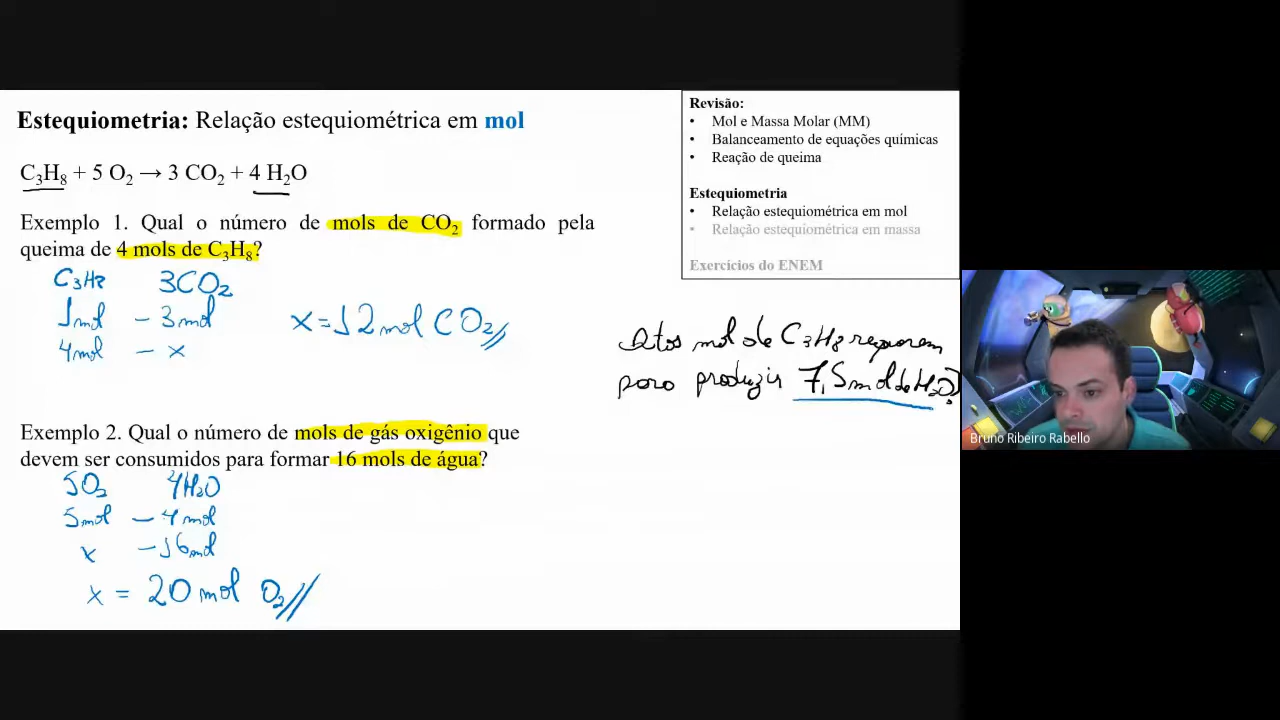 Estequiometria: Relação estequiométrica em mol
C₃H₈ + 5 O₂ → 3 CO₂ + 4 H₂O
Exemplo 1. Qual o número de mols de CO₂ formado pela
queima de 4 mols de C₃H₈?
C₃H₈ 3CO₂
1mol – 3mol
4mol – x
x = 12 mol CO₂//
Exemplo 2. Qual o número de mols de gás oxigênio que
devem ser consumidos para formar 16 mols de água?
5O₂ 4H₂O
5mol – 4mol
x – 16mol
x = 20 mol O₂//
Revisão:
• Mol e Massa Molar (MM)
• Balanceamento de equações químicas
• Reação de queima
Estequiometria
• Relação estequiométrica em mol
• Relação estequiométrica em massa
Exercícios do ENEM
mol de C₃H₈
para produzir 7,5 mol de H₂O?
Bruno Ribeiro Rabello